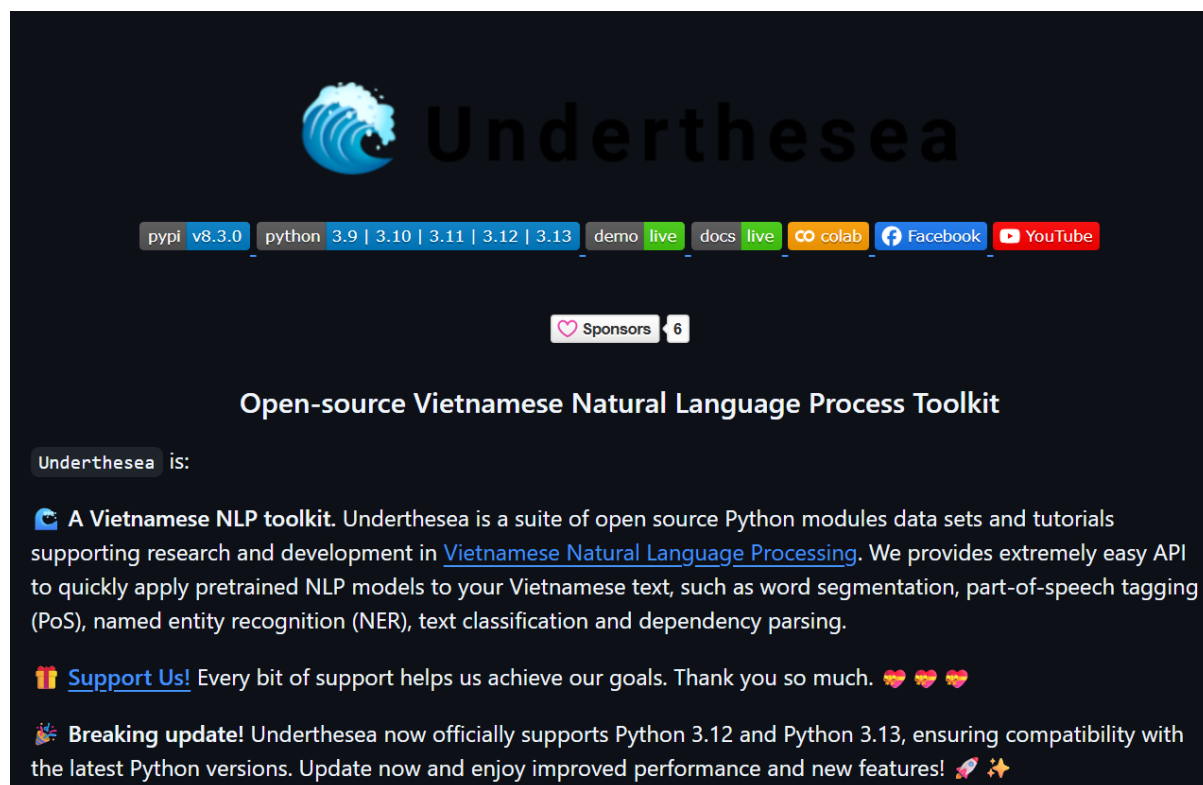 Underthesea
pypi v8.3.0 python 3.9 | 3.10 | 3.11 | 3.12 | 3.13 demo live docs live colab Facebook YouTube
Sponsors 6
Open-source Vietnamese Natural Language Process Toolkit
Underthesea is:
🌊 A Vietnamese NLP toolkit. Underthesea is a suite of open source Python modules data sets and tutorials
supporting research and development in Vietnamese Natural Language Processing. We provides extremely easy API
to quickly apply pretrained NLP models to your Vietnamese text, such as word segmentation, part-of-speech tagging
(PoS), named entity recognition (NER), text classification and dependency parsing.
🎁 Support Us! Every bit of support helps us achieve our goals. Thank you so much. 💝 💝 💝
🎉 Breaking update! Underthesea now officially supports Python 3.12 and Python 3.13, ensuring compatibility with
the latest Python versions. Update now and enjoy improved performance and new features! 🚀 ✨